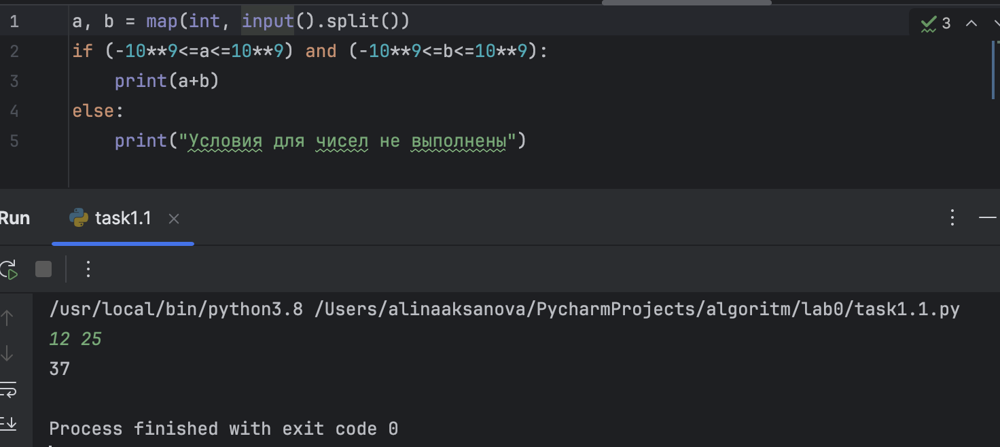 1 a, b = map(int, input().split()) 3
2 if (-10**9<=a<=10**9) and (-10**9<=b<=10**9):
3     print(a+b)
4 else:
5     print("Условия для чисел не выполнены")
Run task1.1
/usr/local/bin/python3.8 /Users/alinaaksanova/PycharmProjects/algoritm/lab0/task1.1.py
12 25
37
Process finished with exit code 0